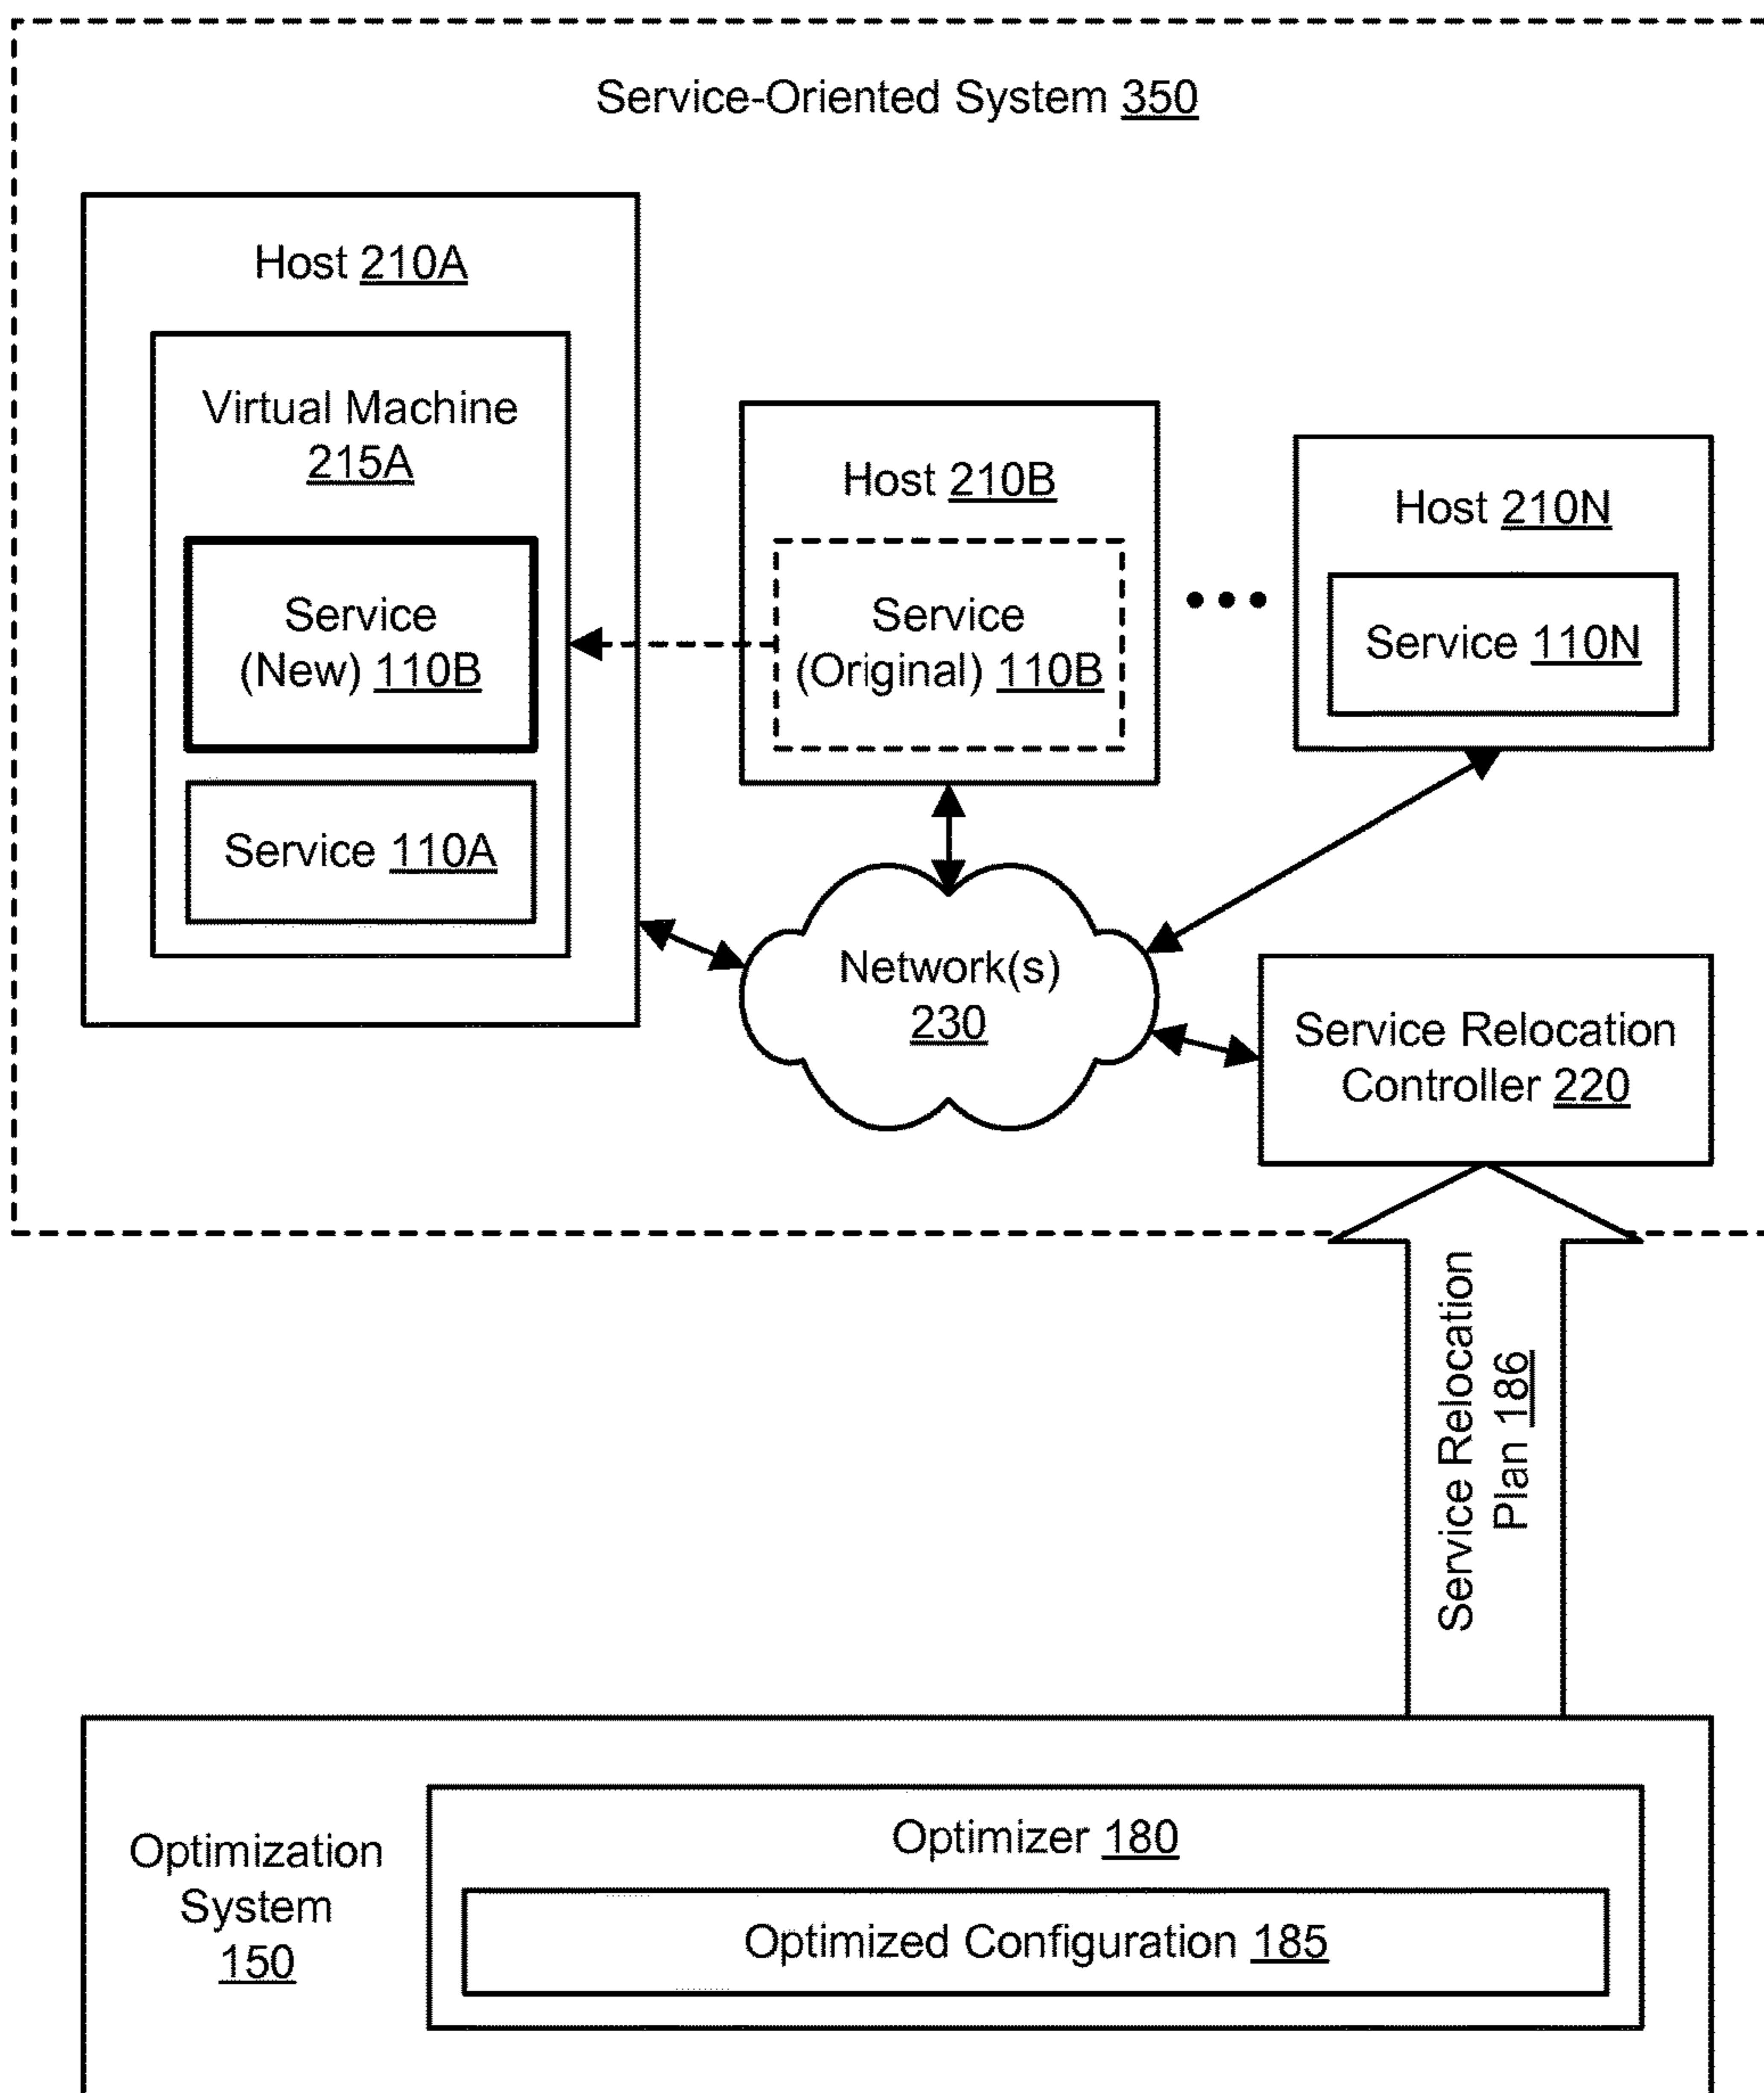 Service-Oriented System 350
Host 210A
Virtual Machine
215A
Service
(New) 110B
Service 110A
Host 210B
Service
(Original) 110B
Host 210N
Service 110N
Network(s)
230
Service Relocation
Controller 220
Service Relocation
Plan 186
Optimization
System
150
Optimizer 180
Optimized Configuration 185